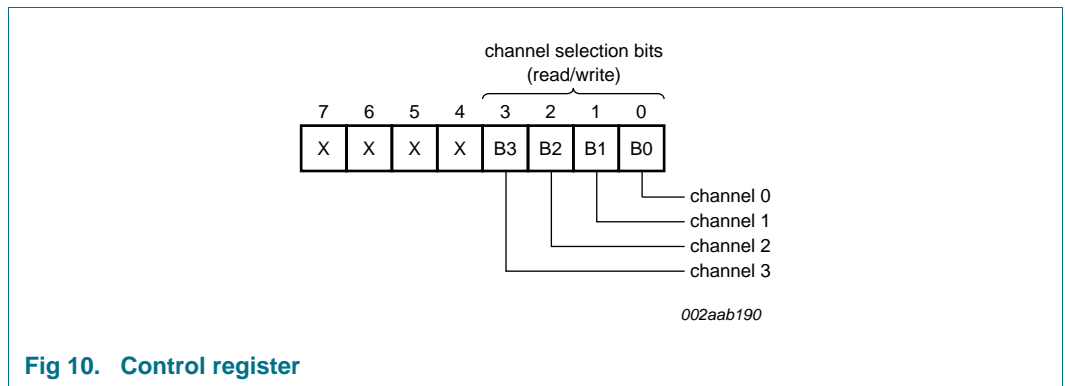 channel selection bits
(read/write)
7 6 5 4 3 2 1 0
X X X X B3 B2 B1 B0
channel 0
channel 1
channel 2
channel 3
002aab190
Fig 10. Control register